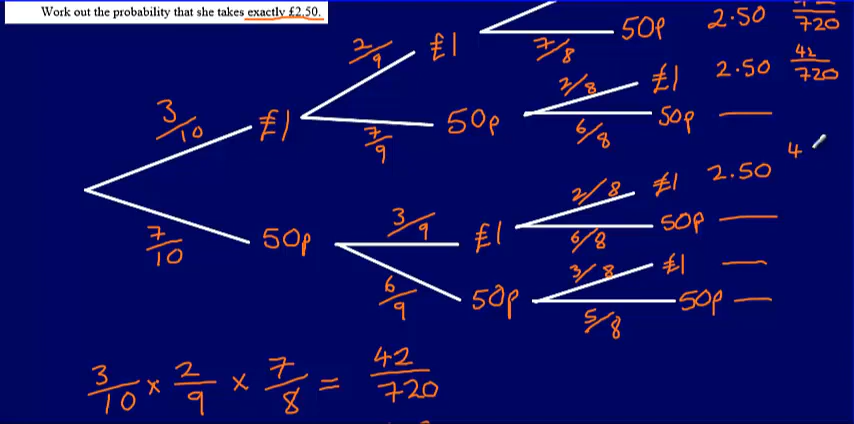 Work out the probability that she takes exactly £2.50.
50p 2.50 720
2/9 £1 7/8 42/720
2/8 £1 2.50
3/10 £1 7/9 50p 6/8 50p —
2/8 £1 2.50 4
7/10 50p 3/9 £1 6/8 50p —
3/8 £1 —
6/9 50p 5/8 50p —
3/10 × 2/9 × 7/8 = 42/720